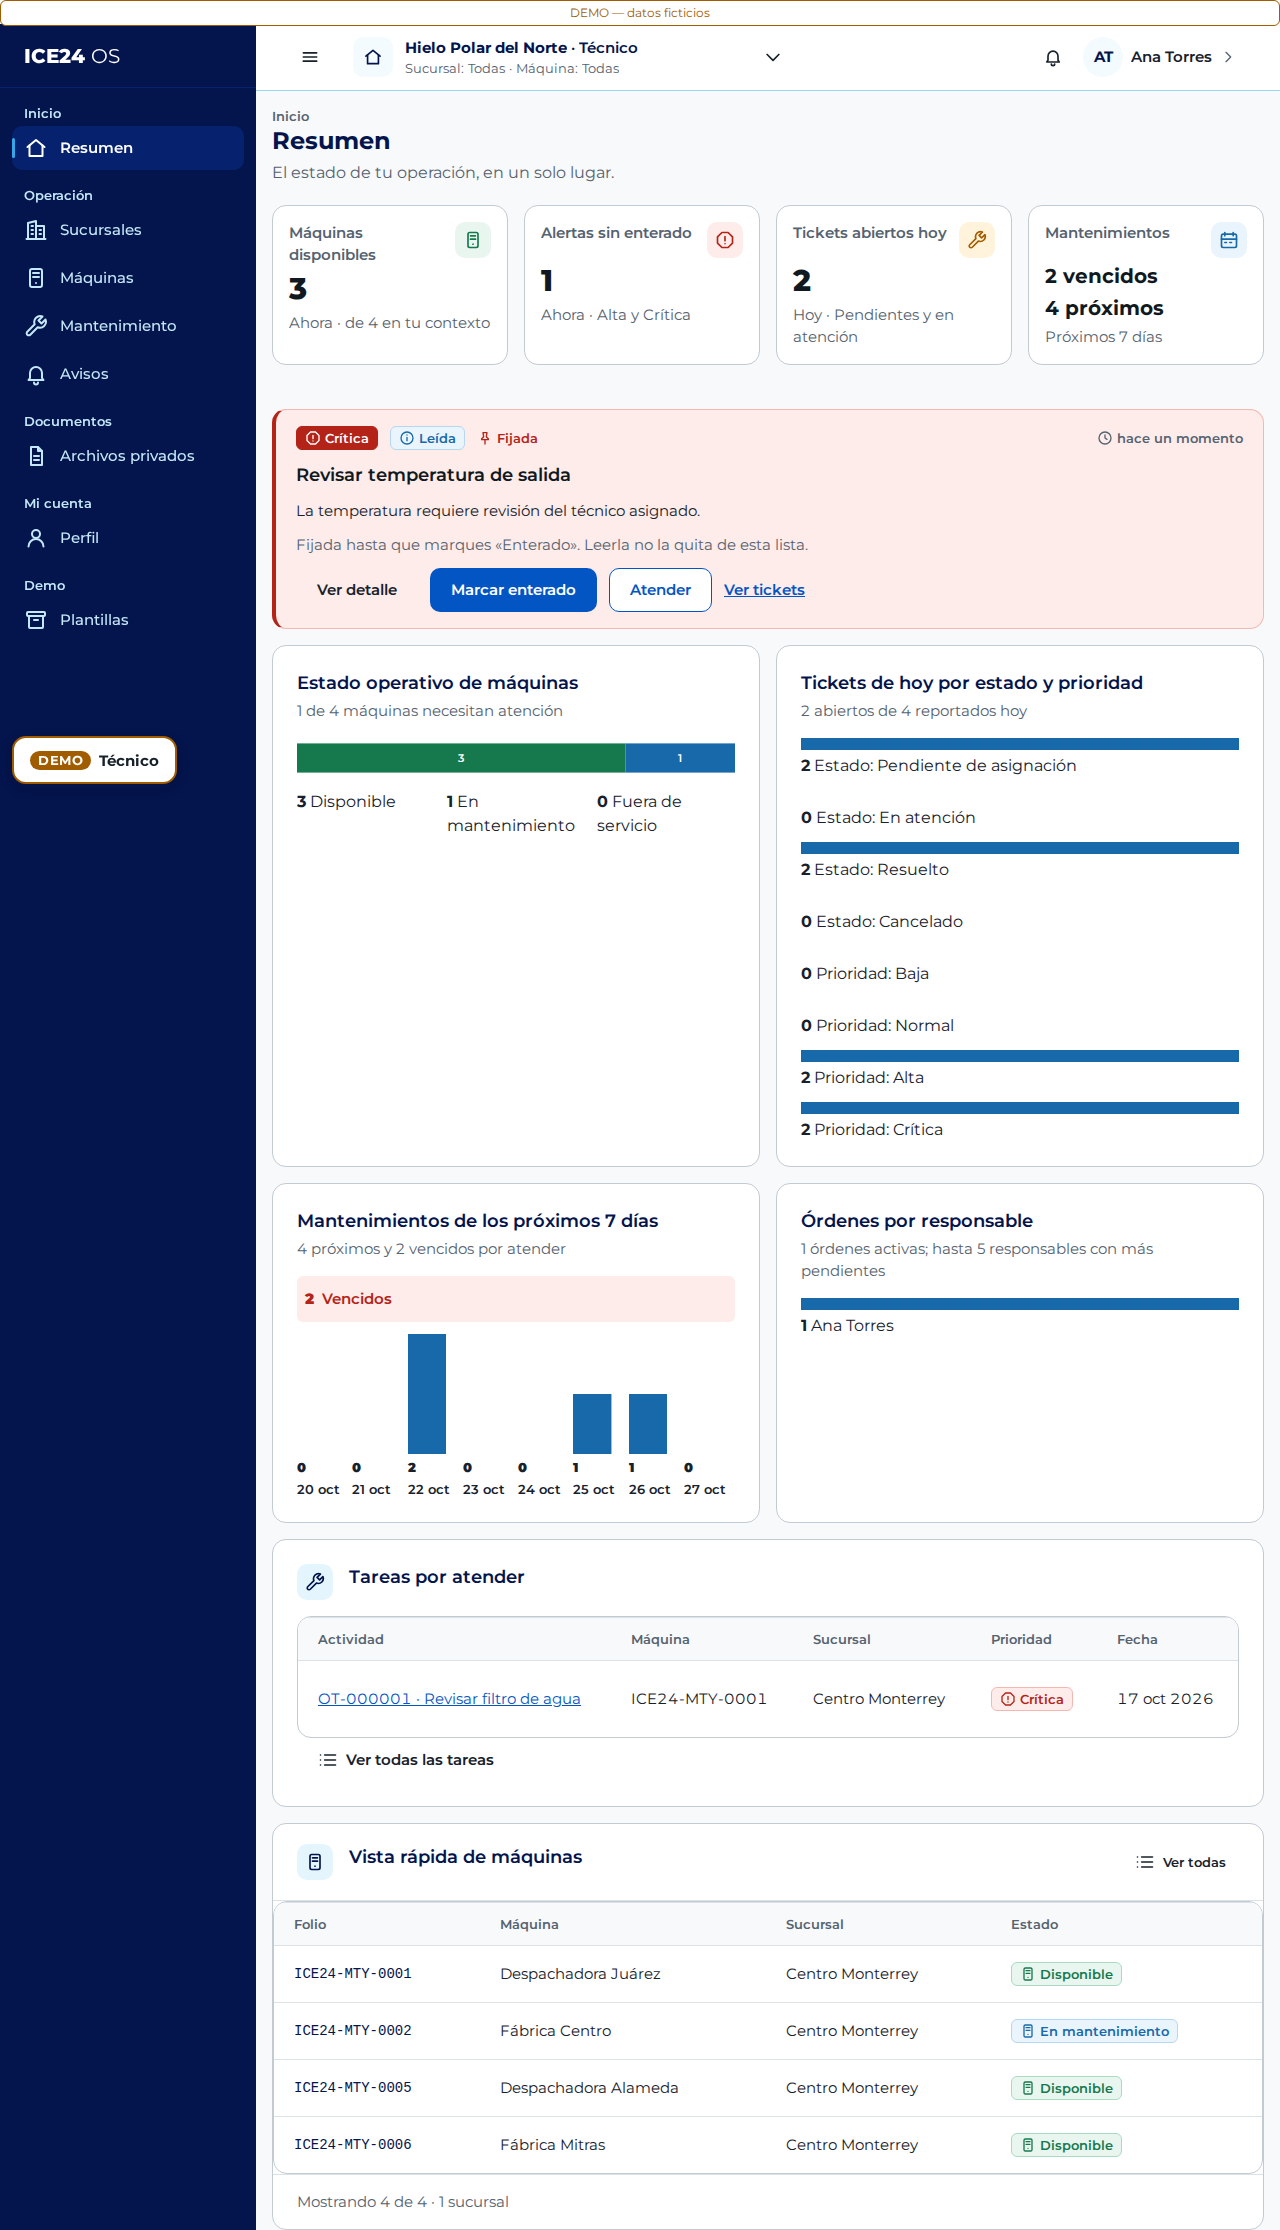 DEMO — datos ficticios
ICE24 OS
Inicio
Resumen
Operación
Sucursales
Máquinas
Mantenimiento
Avisos
Documentos
Archivos privados
Mi cuenta
Perfil
Demo
Plantillas
DEMO Técnico
Hielo Polar del Norte · Técnico
Sucursal: Todas · Máquina: Todas
AT Ana Torres
Inicio
Resumen
El estado de tu operación, en un solo lugar.
Máquinas
disponibles
3
Ahora · de 4 en tu contexto
Alertas sin enterado
1
Ahora · Alta y Crítica
Tickets abiertos hoy
2
Hoy · Pendientes y en
atención
Mantenimientos
2 vencidos
4 próximos
Próximos 7 días
Crítica Leída Fijada hace un momento
Revisar temperatura de salida
La temperatura requiere revisión del técnico asignado.
Fijada hasta que marques «Enterado». Leerla no la quita de esta lista.
Ver detalle Marcar enterado Atender Ver tickets
Estado operativo de máquinas
1 de 4 máquinas necesitan atención
3 1
3 Disponible
1 En
mantenimiento
0 Fuera de
servicio
Tickets de hoy por estado y prioridad
2 abiertos de 4 reportados hoy
2 Estado: Pendiente de asignación
0 Estado: En atención
2 Estado: Resuelto
0 Estado: Cancelado
0 Prioridad: Baja
0 Prioridad: Normal
2 Prioridad: Alta
2 Prioridad: Crítica
Mantenimientos de los próximos 7 días
4 próximos y 2 vencidos por atender
2 Vencidos
0 0 2 0 0 1 1 0
20 oct 21 oct 22 oct 23 oct 24 oct 25 oct 26 oct 27 oct
Órdenes por responsable
1 órdenes activas; hasta 5 responsables con más
pendientes
1 Ana Torres
Tareas por atender
Actividad Máquina Sucursal Prioridad Fecha
OT-000001 · Revisar filtro de agua ICE24-MTY-0001 Centro Monterrey Crítica 17 oct 2026
Ver todas las tareas
Vista rápida de máquinas Ver todas
Folio Máquina Sucursal Estado
ICE24-MTY-0001 Despachadora Juárez Centro Monterrey Disponible
ICE24-MTY-0002 Fábrica Centro Centro Monterrey En mantenimiento
ICE24-MTY-0005 Despachadora Alameda Centro Monterrey Disponible
ICE24-MTY-0006 Fábrica Mitras Centro Monterrey Disponible
Mostrando 4 de 4 · 1 sucursal